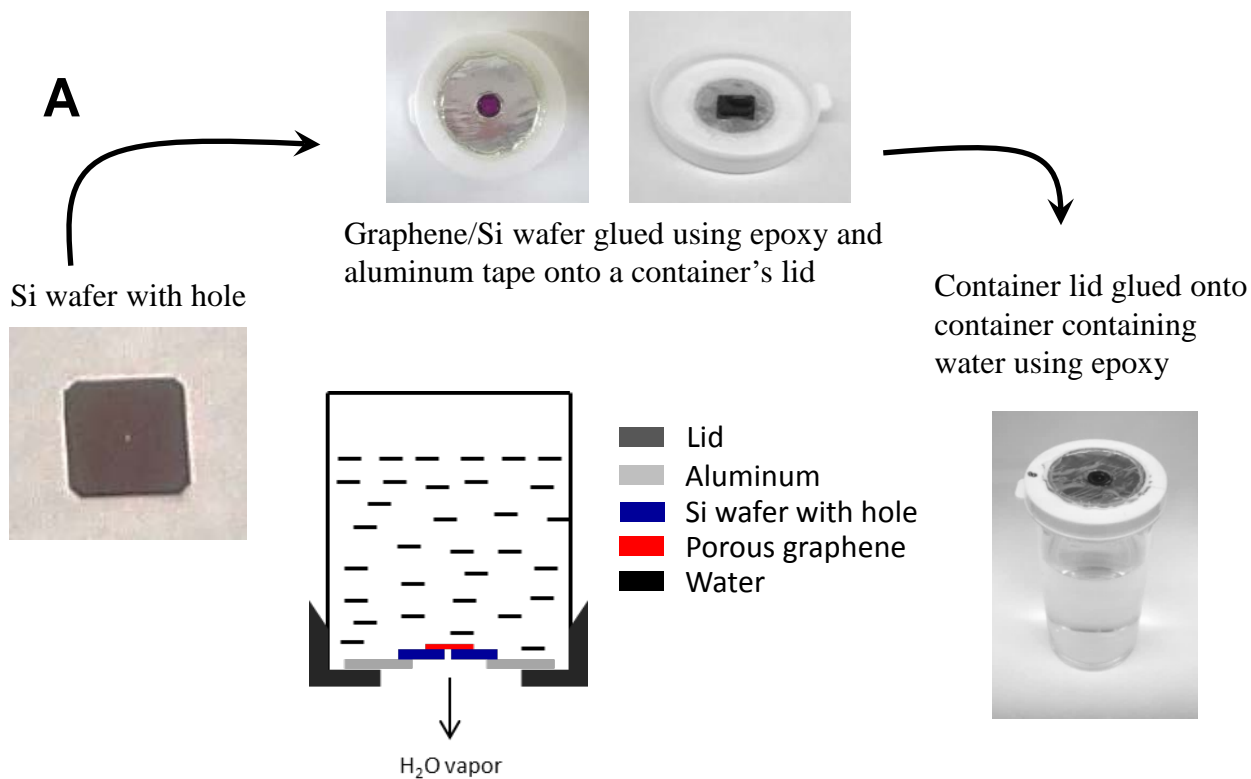 A
Graphene/Si wafer glued using epoxy and
aluminum tape onto a container’s lid
Si wafer with hole
Container lid glued onto
container containing
water using epoxy
Lid
Aluminum
Si wafer with hole
Porous graphene
Water
H₂O vapor